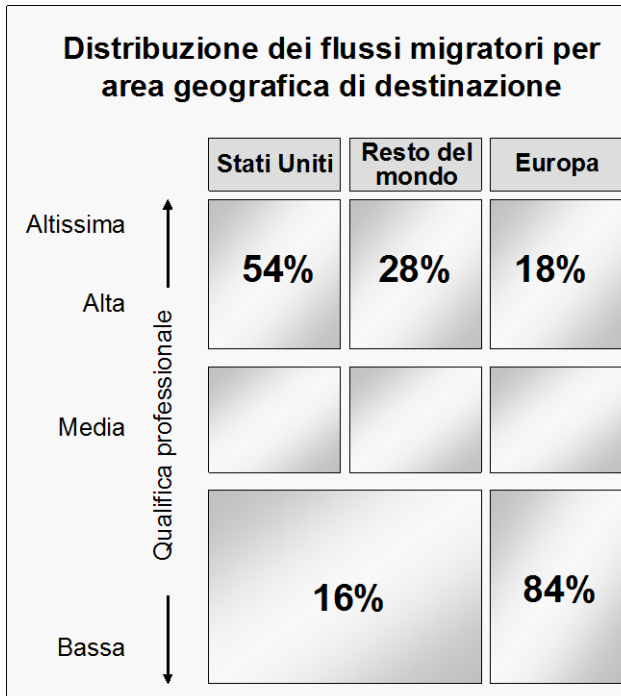 Distribuzione dei flussi migratori per
area geografica di destinazione
Stati Uniti
Resto del
mondo
Europa
Altissima
54%
28%
18%
Alta
Qualifica professionale
Media
16%
84%
Bassa